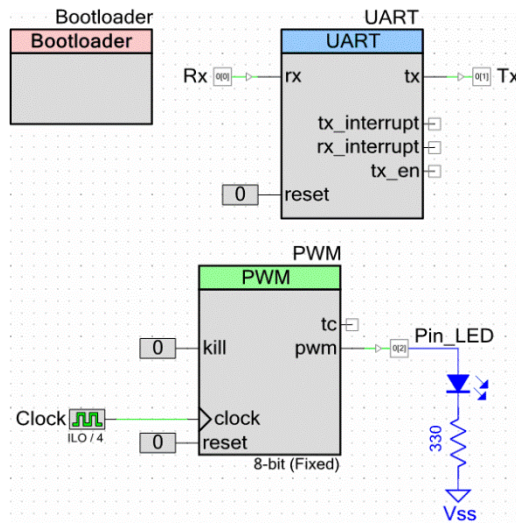 Bootloader
Bootloader
UART
UART
Rx 0[0] rx tx 0[1] Tx
tx_interrupt
rx_interrupt
tx_en
0 reset
PWM
PWM
tc
Pin_LED
0 kill pwm 0[2]
Clock clock
ILO / 4
0 reset
8-bit (Fixed)
330
Vss